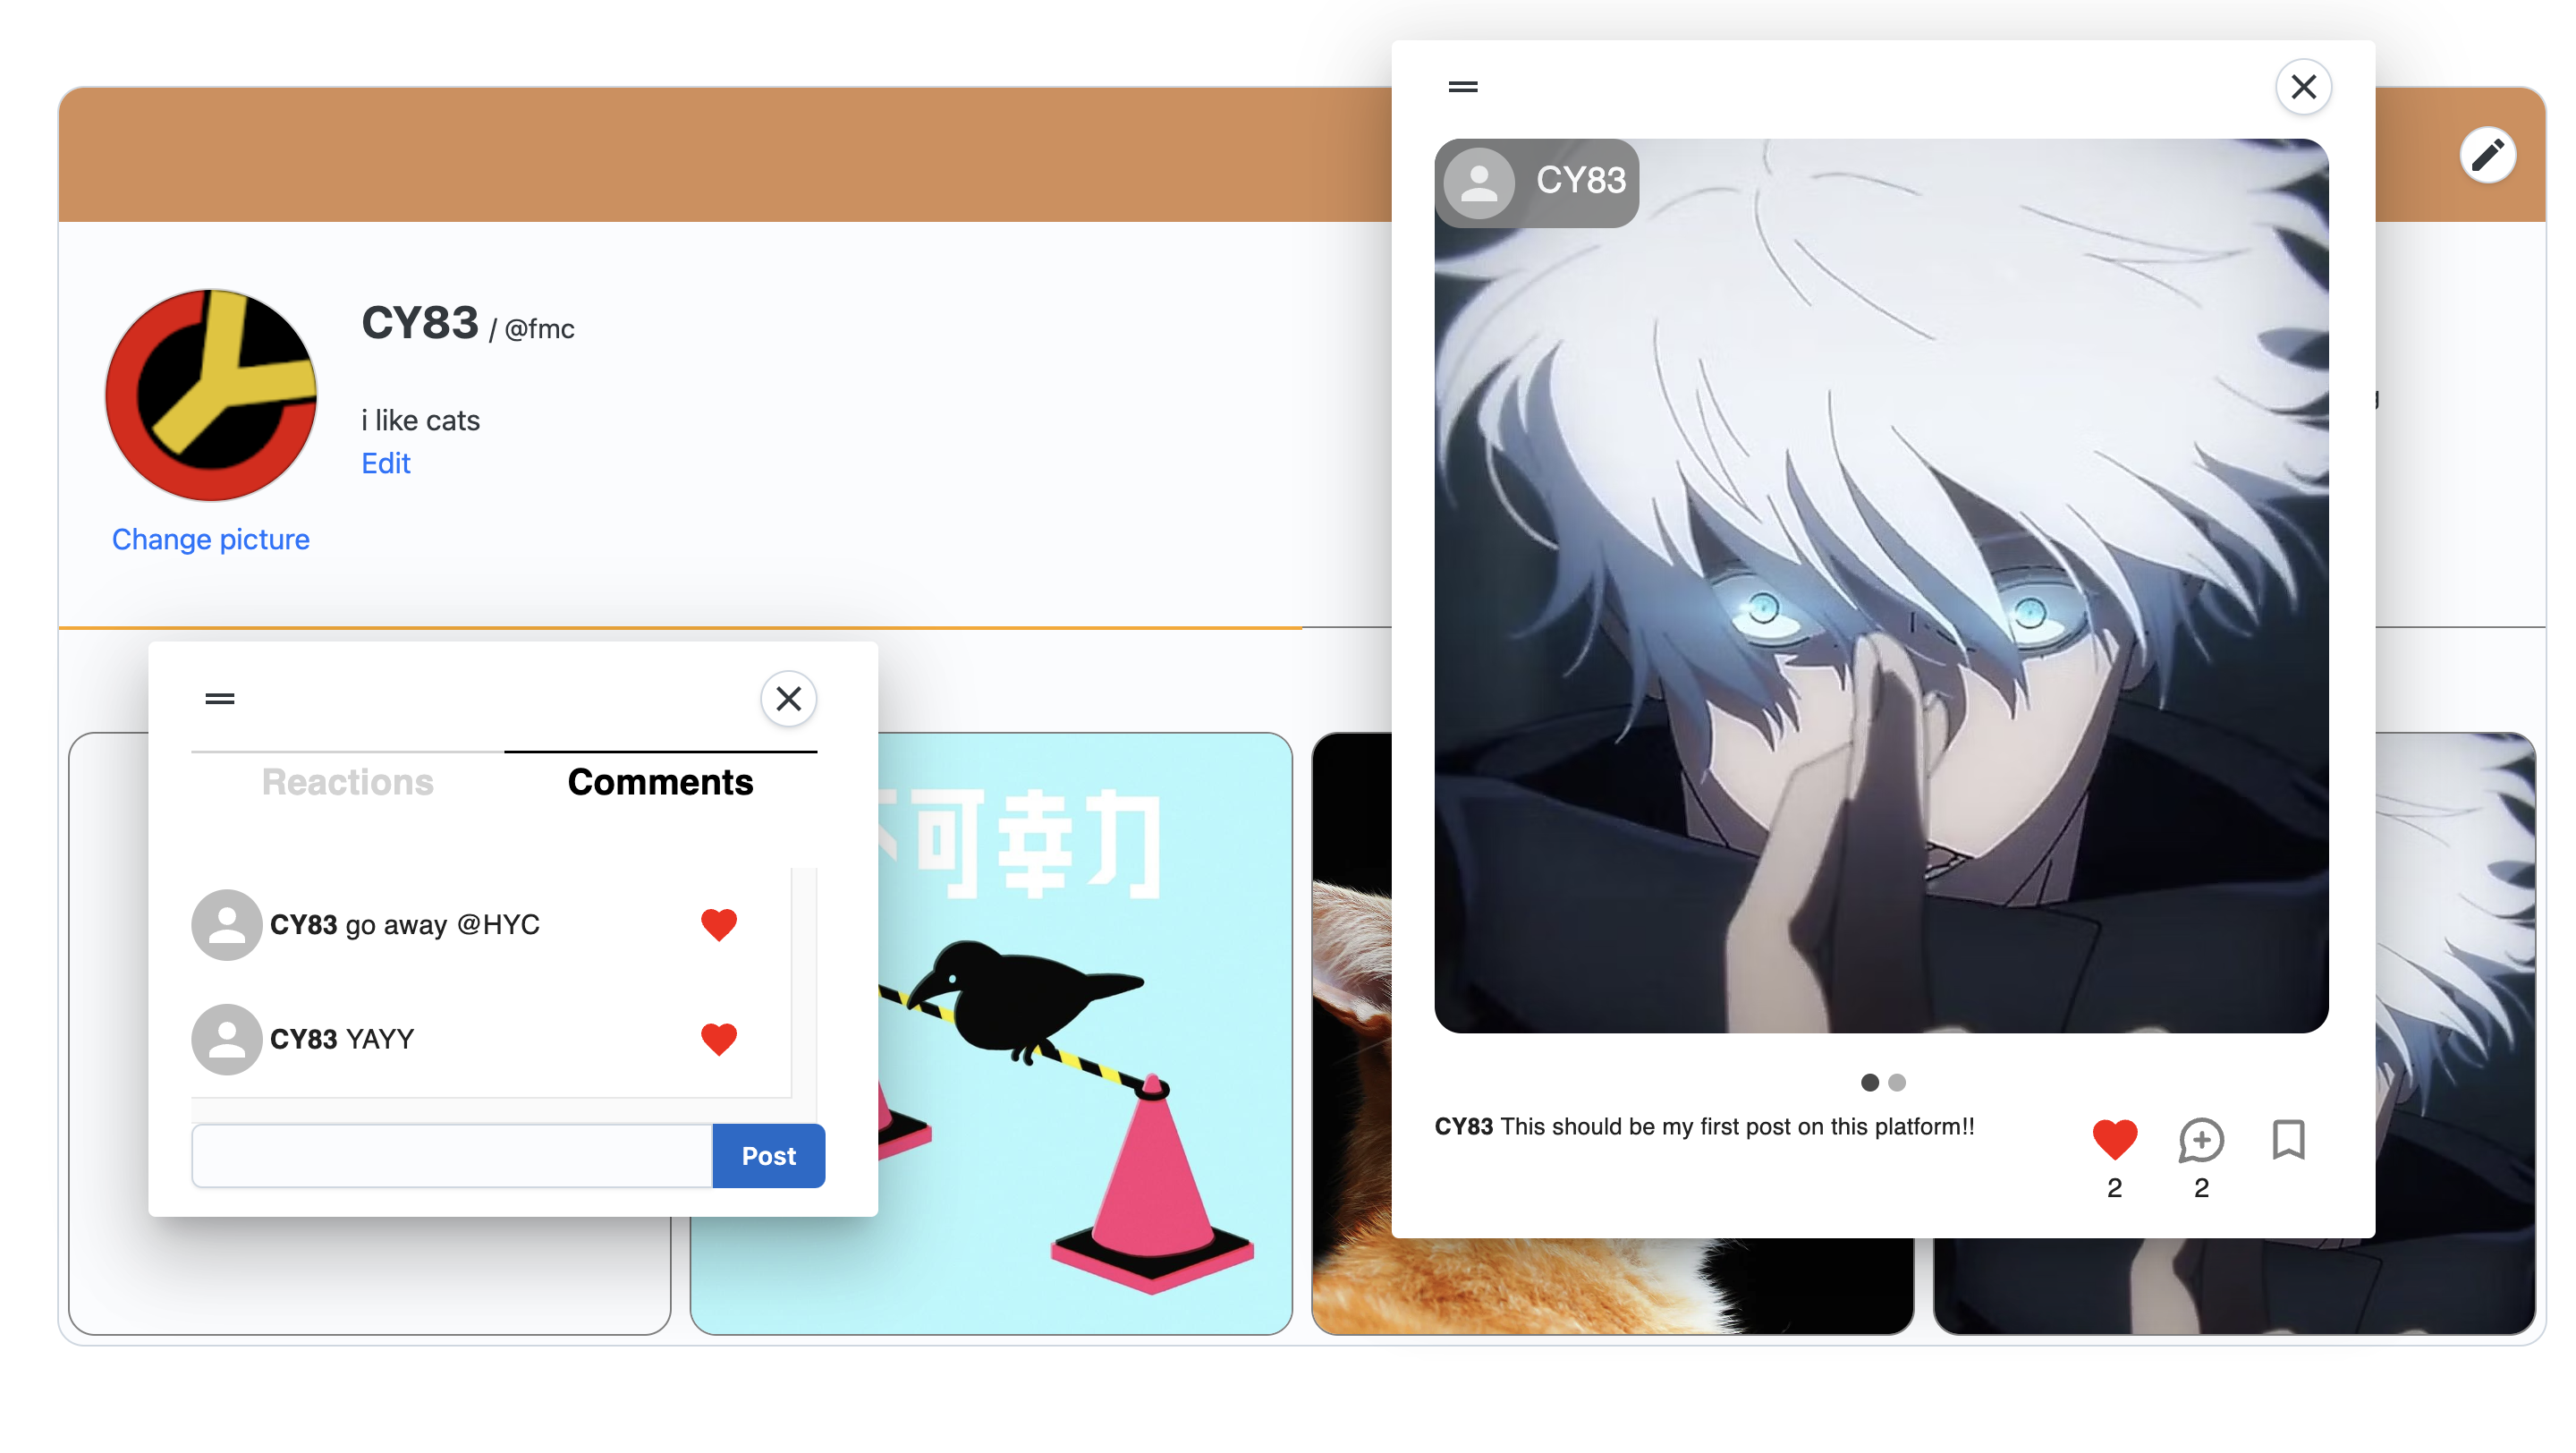 CY83 / @fmc
i like cats
Edit
Change picture
Reactions
Comments
CY83 go away @HYC
CY83 YAYY
Post
可幸力
CY83
CY83 This should be my first post on this platform!!
2
2